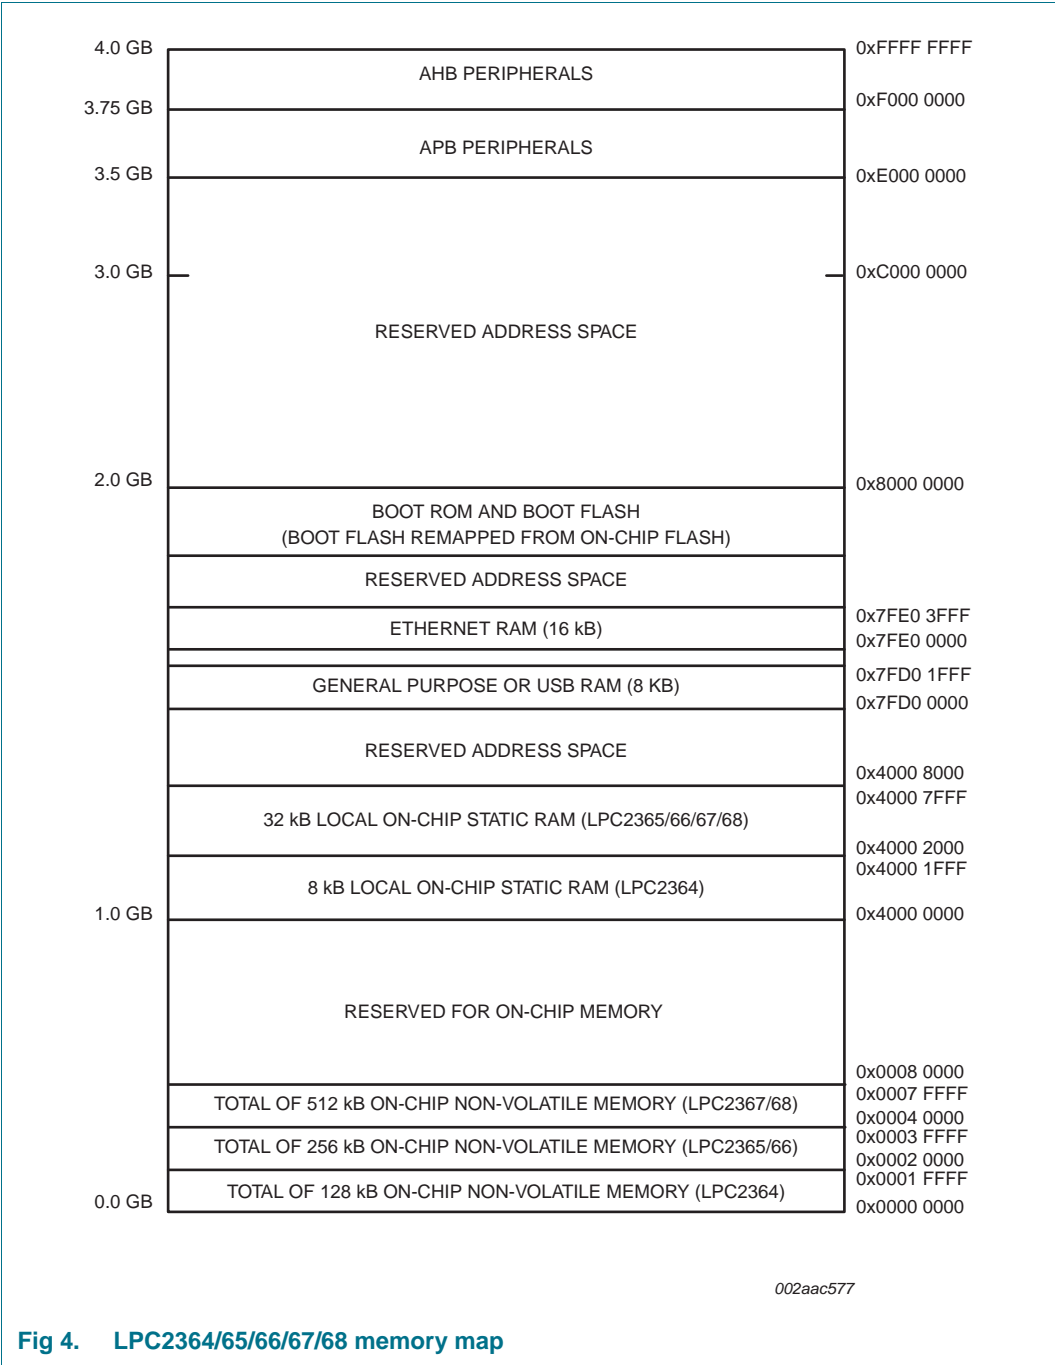 4.0 GB
0xFFFF FFFF
AHB PERIPHERALS
3.75 GB
0xF000 0000
APB PERIPHERALS
3.5 GB
0xE000 0000
3.0 GB
0xC000 0000
RESERVED ADDRESS SPACE
2.0 GB
0x8000 0000
BOOT ROM AND BOOT FLASH
(BOOT FLASH REMAPPED FROM ON-CHIP FLASH)
RESERVED ADDRESS SPACE
0x7FE0 3FFF
ETHERNET RAM (16 kB)
0x7FE0 0000
0x7FD0 1FFF
GENERAL PURPOSE OR USB RAM (8 KB)
0x7FD0 0000
RESERVED ADDRESS SPACE
0x4000 8000
0x4000 7FFF
32 kB LOCAL ON-CHIP STATIC RAM (LPC2365/66/67/68)
0x4000 2000
0x4000 1FFF
8 kB LOCAL ON-CHIP STATIC RAM (LPC2364)
1.0 GB
0x4000 0000
RESERVED FOR ON-CHIP MEMORY
0x0008 0000
0x0007 FFFF
TOTAL OF 512 kB ON-CHIP NON-VOLATILE MEMORY (LPC2367/68)
0x0004 0000
0x0003 FFFF
TOTAL OF 256 kB ON-CHIP NON-VOLATILE MEMORY (LPC2365/66)
0x0002 0000
0x0001 FFFF
TOTAL OF 128 kB ON-CHIP NON-VOLATILE MEMORY (LPC2364)
0.0 GB
0x0000 0000
002aac577
Fig 4. LPC2364/65/66/67/68 memory map